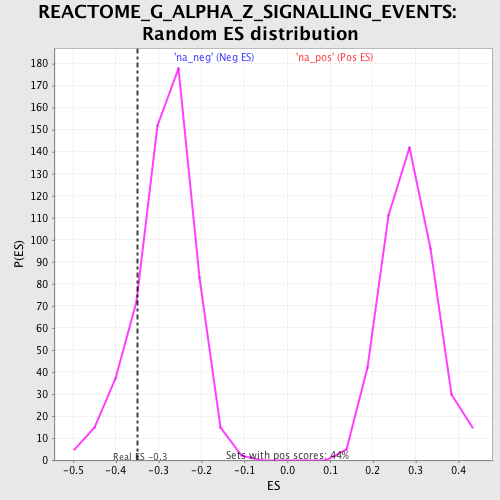 REACTOME_G_ALPHA_Z_SIGNALLING_EVENTS:
Random ES distribution
'na_neg' (Neg ES) 'na_pos' (Pos ES)
180
170
160
150
140
130
120
110
100
90
80
70
60
50
40
30
20
10
0
P(ES)
Real ES -0.3
Sets with pos scores: 44%
-0.5 -0.4 -0.3 -0.2 -0.1 0.0 0.1 0.2 0.3 0.4
ES